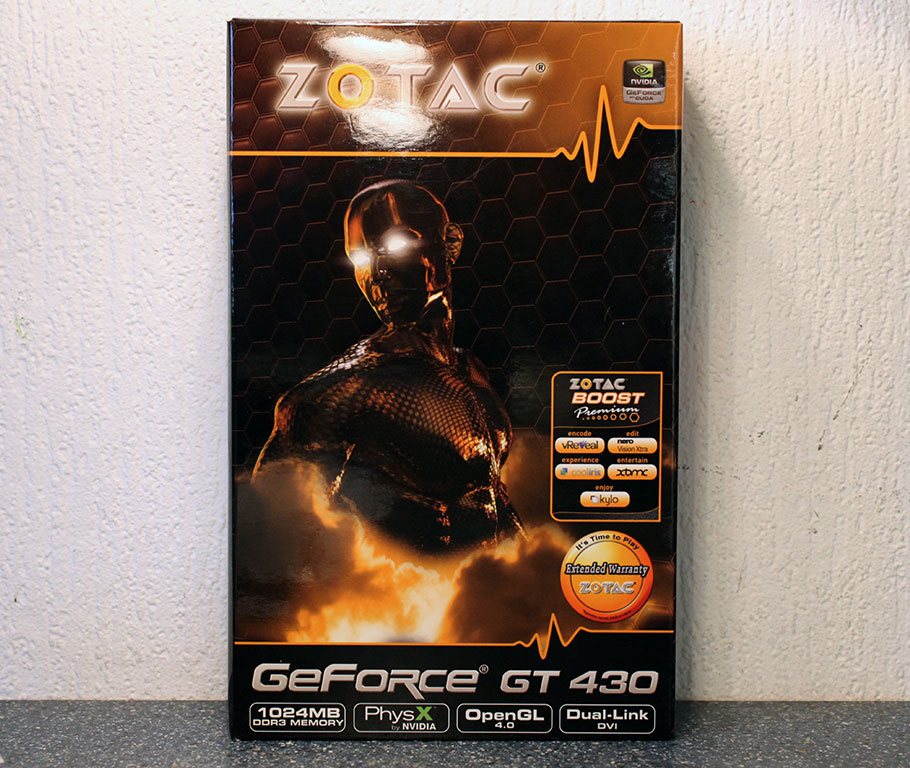 ZOTAC®
NVIDIA
GEFORCE
CUDA
ZOTAC
BOOST
Premium
encode
edit
vReveal
nero
Vision Xtra
experience
entertain
cooliris
xbmc
enjoy
kylo
It's Time to Play
Extended Warranty
ZOTAC
GEFORCE® GT 430
1024MB
DDR3 MEMORY
PhysX
by NVIDIA
OpenGL
4.0
Dual-Link
DVI